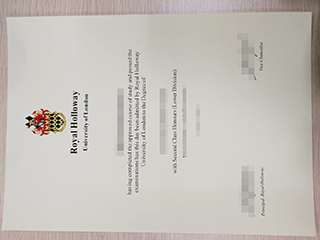 Royal Holloway
University of London
having completed the approved course of study and passed the
examinations has this day been admitted by Royal Holloway
University of London to the Degree of
with Second Class Honours (Lower Division)
Principal, Royal Holloway
Vice-Chancellor